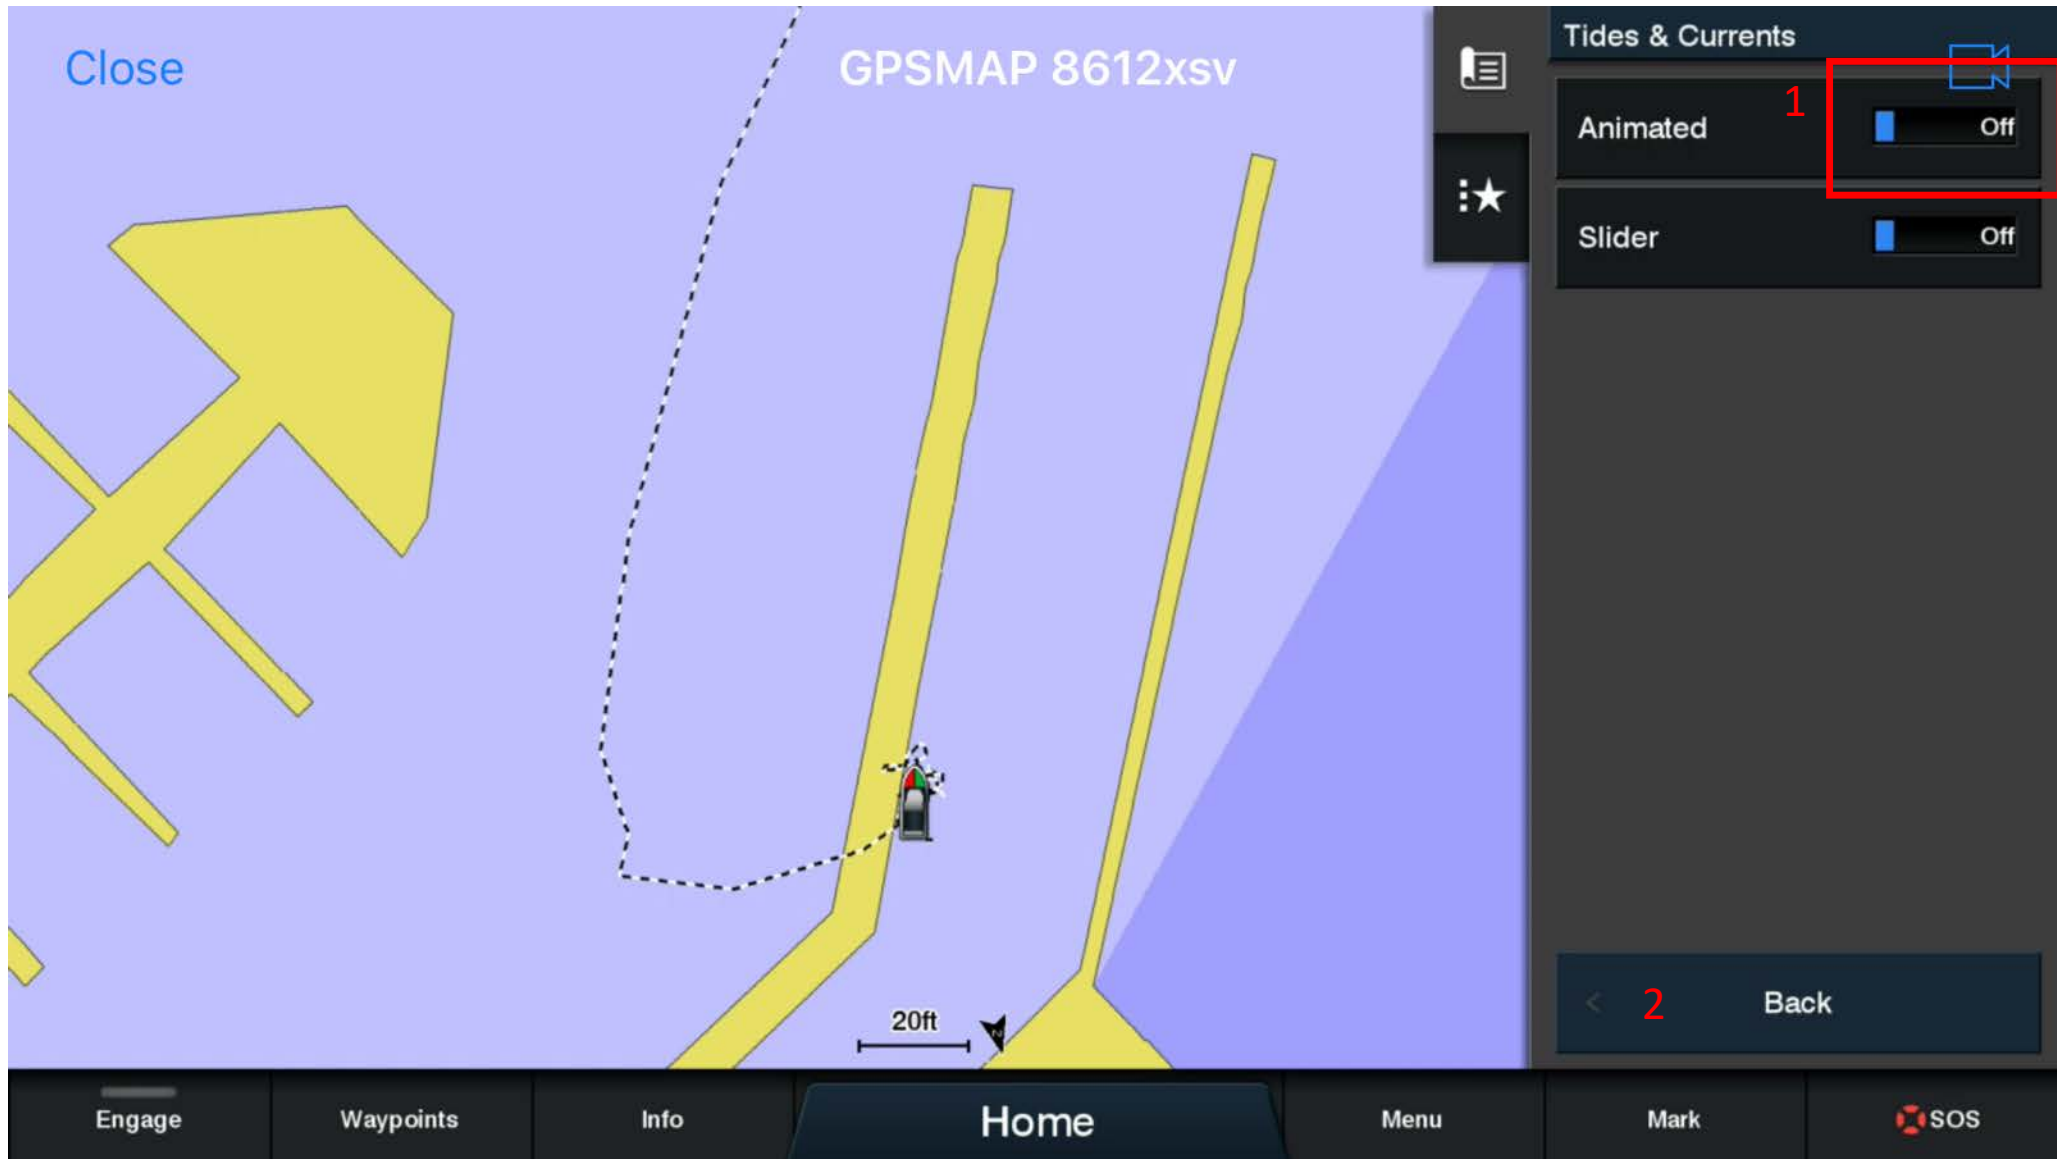 Close
GPSMAP 8612xsv
Tides & Currents
1
Animated
Off
Slider
Off
20ft
N
<
2
Back
Engage
Waypoints
Info
Home
Menu
Mark
SOS